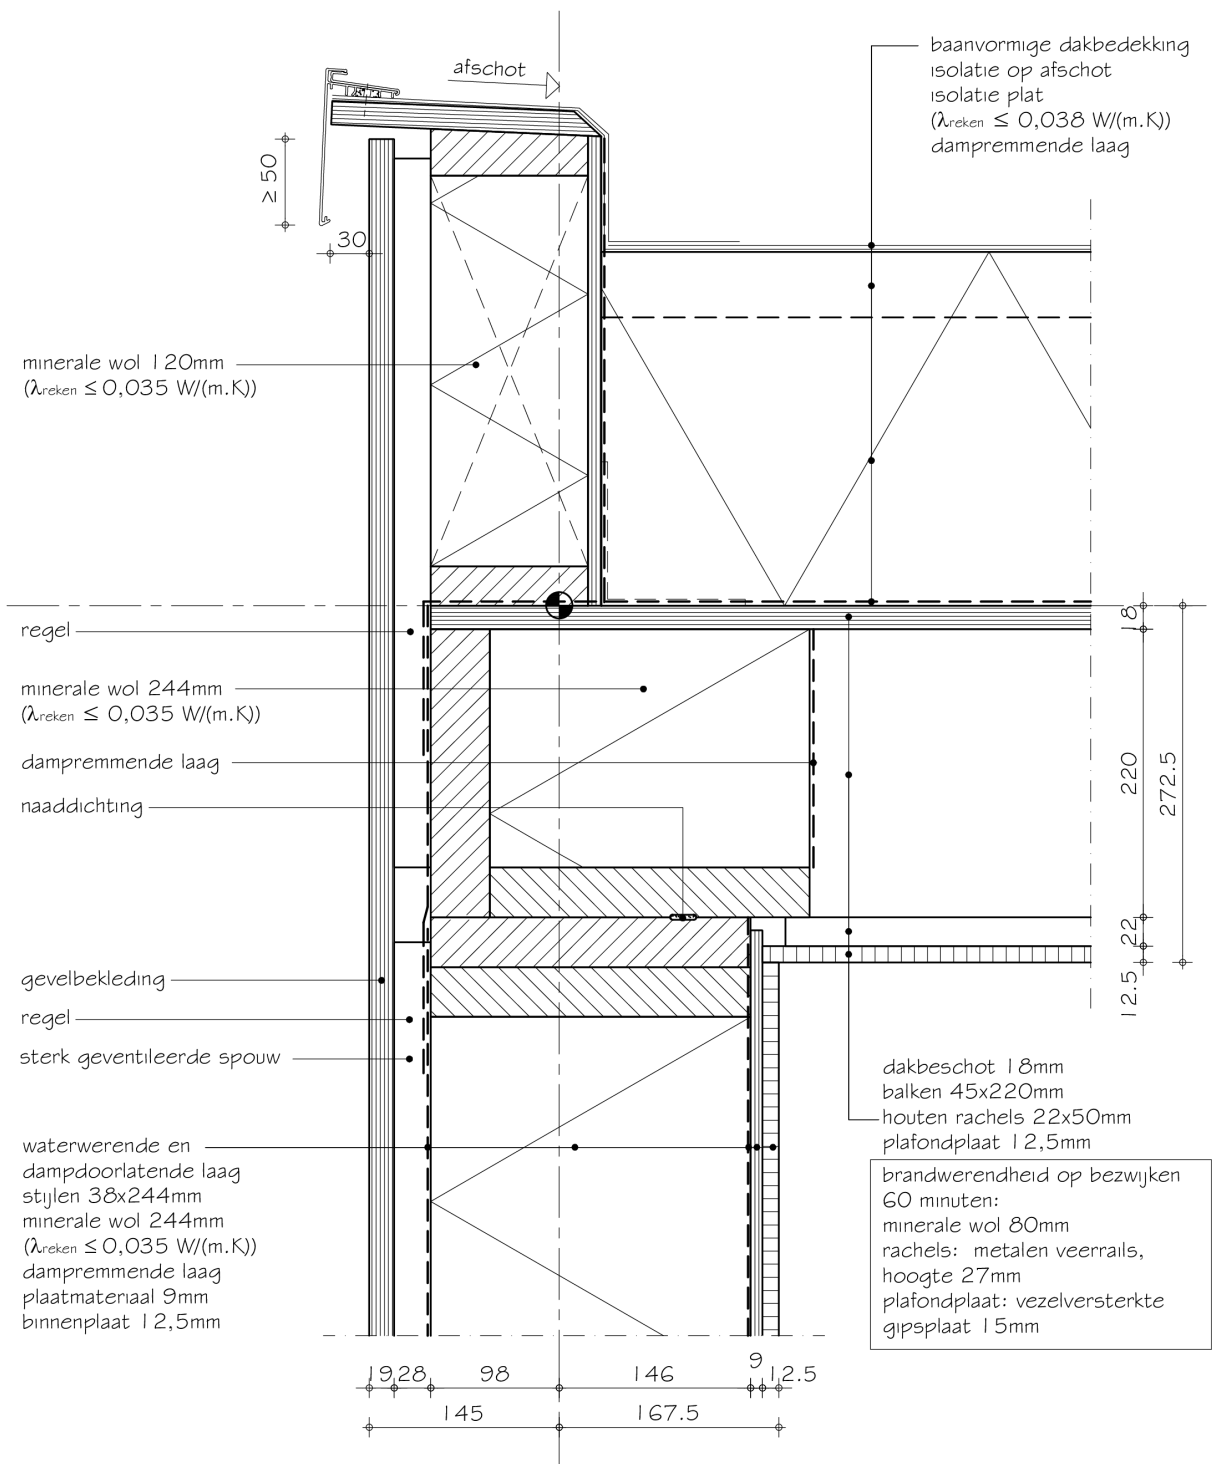 afschot
baanvormige dakbedekking
isolatie op afschot
isolatie plat
(λreken ≤ 0,038 W/(m.K))
dampremmende laag
≥ 50
30
minerale wol 120mm
(λreken ≤ 0,035 W/(m.K))
regel
minerale wol 244mm
(λreken ≤ 0,035 W/(m.K))
dampremmende laag
naaddichting
18
220
272.5
22
12.5
gevelbekleding
regel
sterk geventileerde spouw
waterwerende en
dampdoorlatende laag
stijlen 38x244mm
minerale wol 244mm
(λreken ≤ 0,035 W/(m.K))
dampremmende laag
plaatmateriaal 9mm
binnenplaat 12,5mm
dakbeschot 18mm
balken 45x220mm
houten rachels 22x50mm
plafondplaat 12,5mm
brandwerendheid op bezwijken
60 minuten:
minerale wol 80mm
rachels: metalen veerrails,
hoogte 27mm
plafondplaat: vezelversterkte
gipsplaat 15mm
19 28 98 146 9 12.5
145 167.5